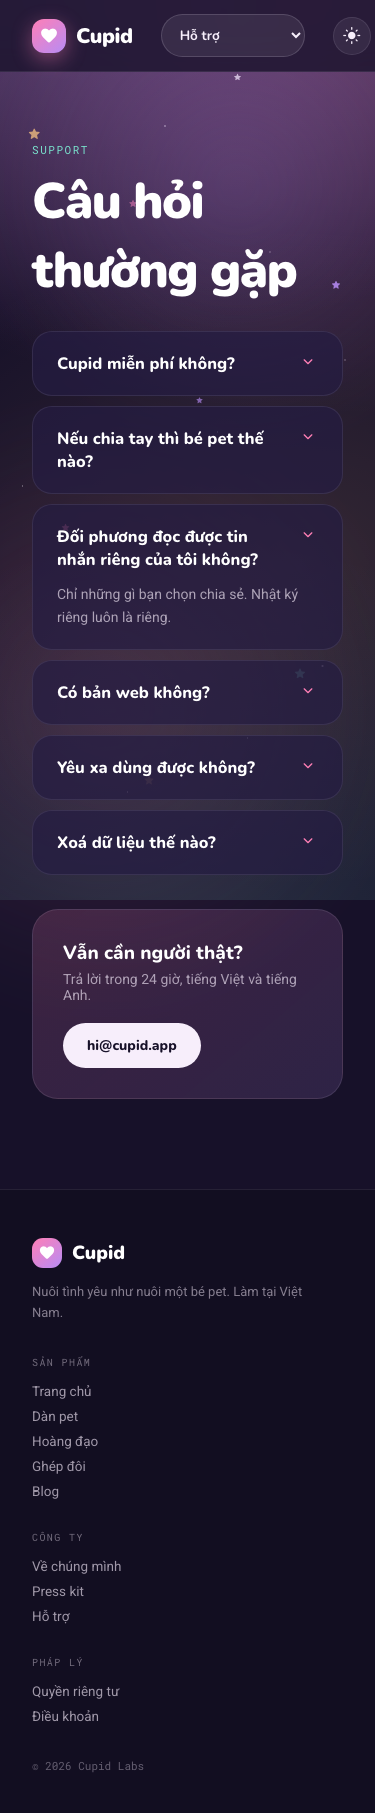 Cupid
Hỗ trợ
SUPPORT
Câu hỏi
thường gặp
Cupid miễn phí không?
Nếu chia tay thì bé pet thế
nào?
Đối phương đọc được tin
nhắn riêng của tôi không?
Chỉ những gì bạn chọn chia sẻ. Nhật ký
riêng luôn là riêng.
Có bản web không?
Yêu xa dùng được không?
Xoá dữ liệu thế nào?
Vẫn cần người thật?
Trả lời trong 24 giờ, tiếng Việt và tiếng
Anh.
hi@cupid.app
Cupid
Nuôi tình yêu như nuôi một bé pet. Làm tại Việt
Nam.
SẢN PHẨM
Trang chủ
Dàn pet
Hoàng đạo
Ghép đôi
Blog
CÔNG TY
Về chúng mình
Press kit
Hỗ trợ
PHÁP LÝ
Quyền riêng tư
Điều khoản
© 2026 Cupid Labs